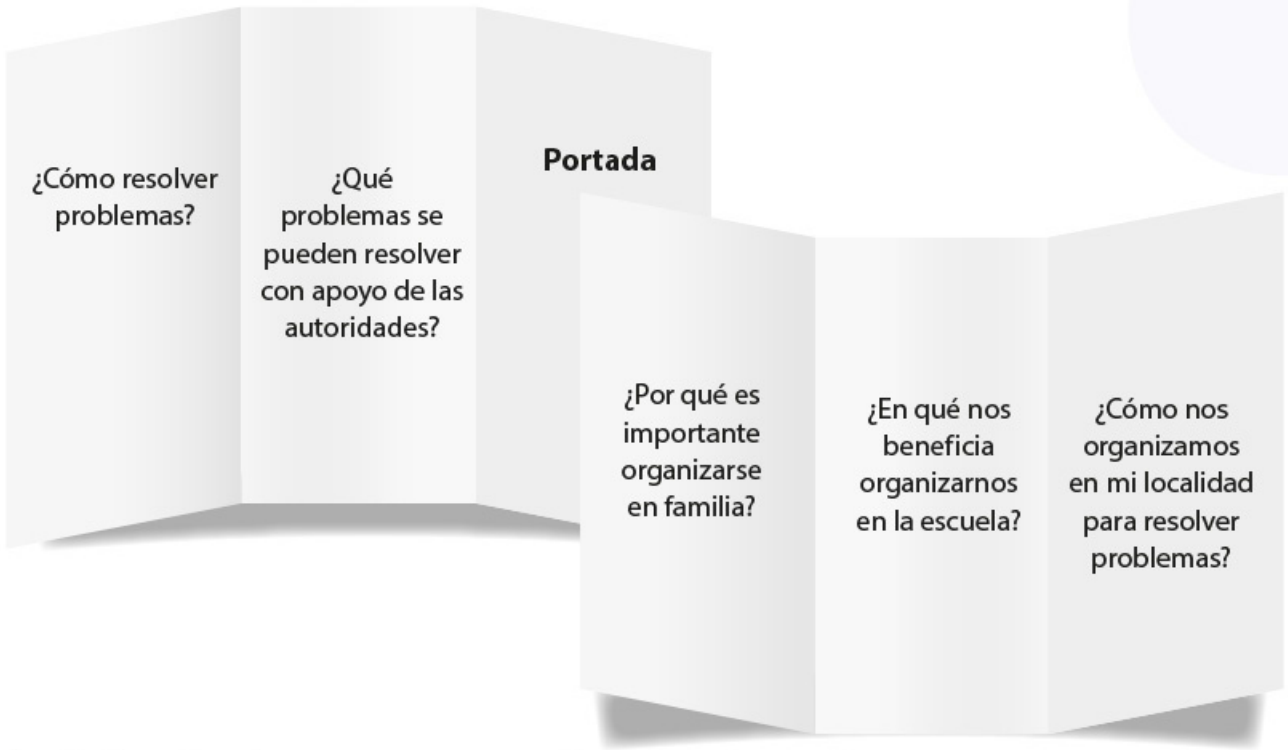 ¿Cómo resolver
problemas?
¿Qué
problemas se
pueden resolver
con apoyo de las
autoridades?
Portada
¿Por qué es
importante
organizarse
en familia?
¿En qué nos
beneficia
organizarnos
en la escuela?
¿Cómo nos
organizamos
en mi localidad
para resolver
problemas?